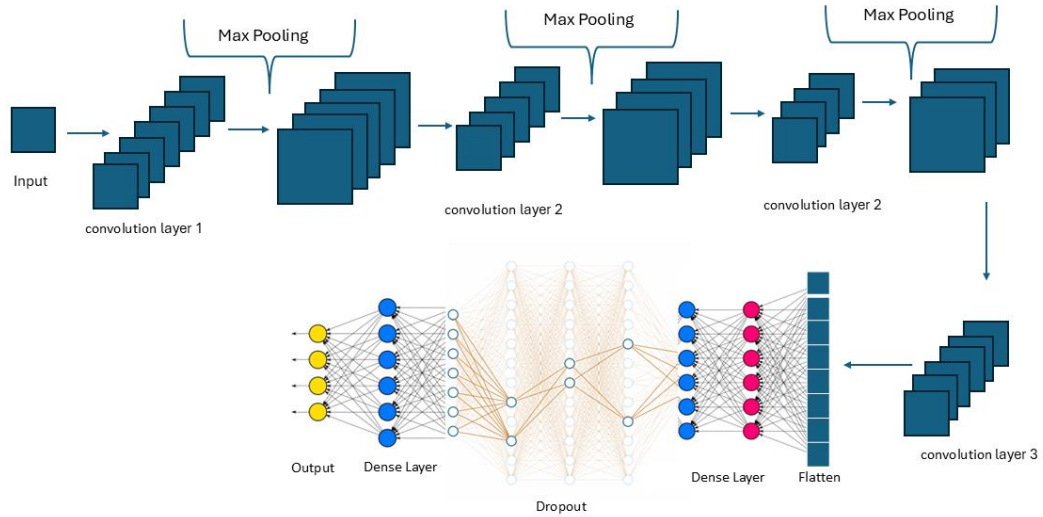 Max Pooling
Max Pooling
Max Pooling
Input
convolution layer 1
convolution layer 2
convolution layer 2
convolution layer 3
Output
Dense Layer
Dropout
Dense Layer
Flatten